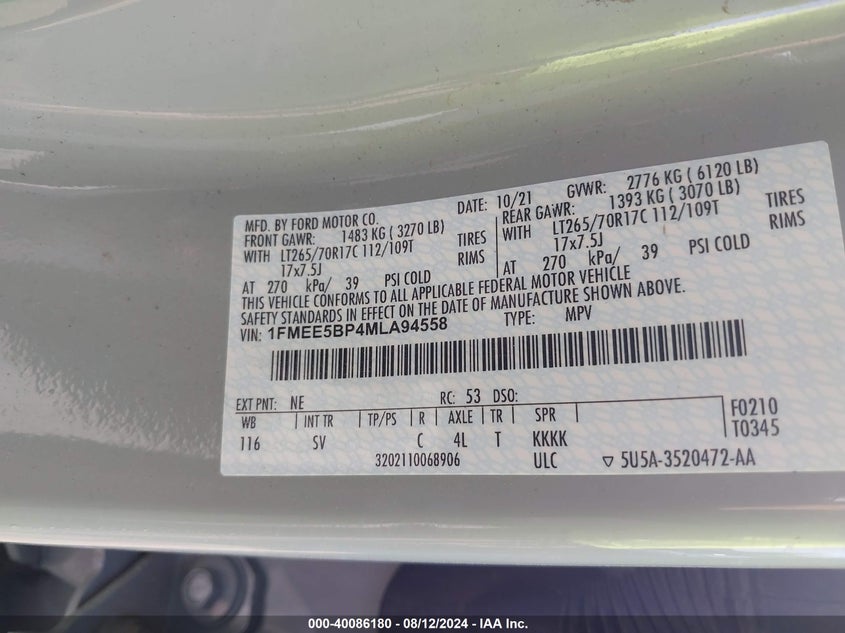 MFD. BY FORD MOTOR CO. DATE: 10/21 GVWR: 2776 KG ( 6120 LB)
FRONT GAWR: 1483 KG ( 3270 LB) REAR GAWR: 1393 KG ( 3070 LB)
WITH LT265/70R17C 112/109T TIRES WITH LT265/70R17C 112/109T TIRES
17x7.5J RIMS 17x7.5J RIMS
AT 270 kPa/ 39 PSI COLD AT 270 kPa/ 39 PSI COLD
THIS VEHICLE CONFORMS TO ALL APPLICABLE FEDERAL MOTOR VEHICLE
SAFETY STANDARDS IN EFFECT ON THE DATE OF MANUFACTURE SHOWN ABOVE.
VIN: 1FMEE5BP4MLA94558 TYPE: MPV
EXT PNT: NE RC: 53 DSO:
WB INT TR TP/PS R AXLE TR SPR F0210
116 SV C 4L T KKKK T0345
3202110068906 ULC ▽ 5U5A-3520472-AA
000-40086180 - 08/12/2024 - IAA Inc.